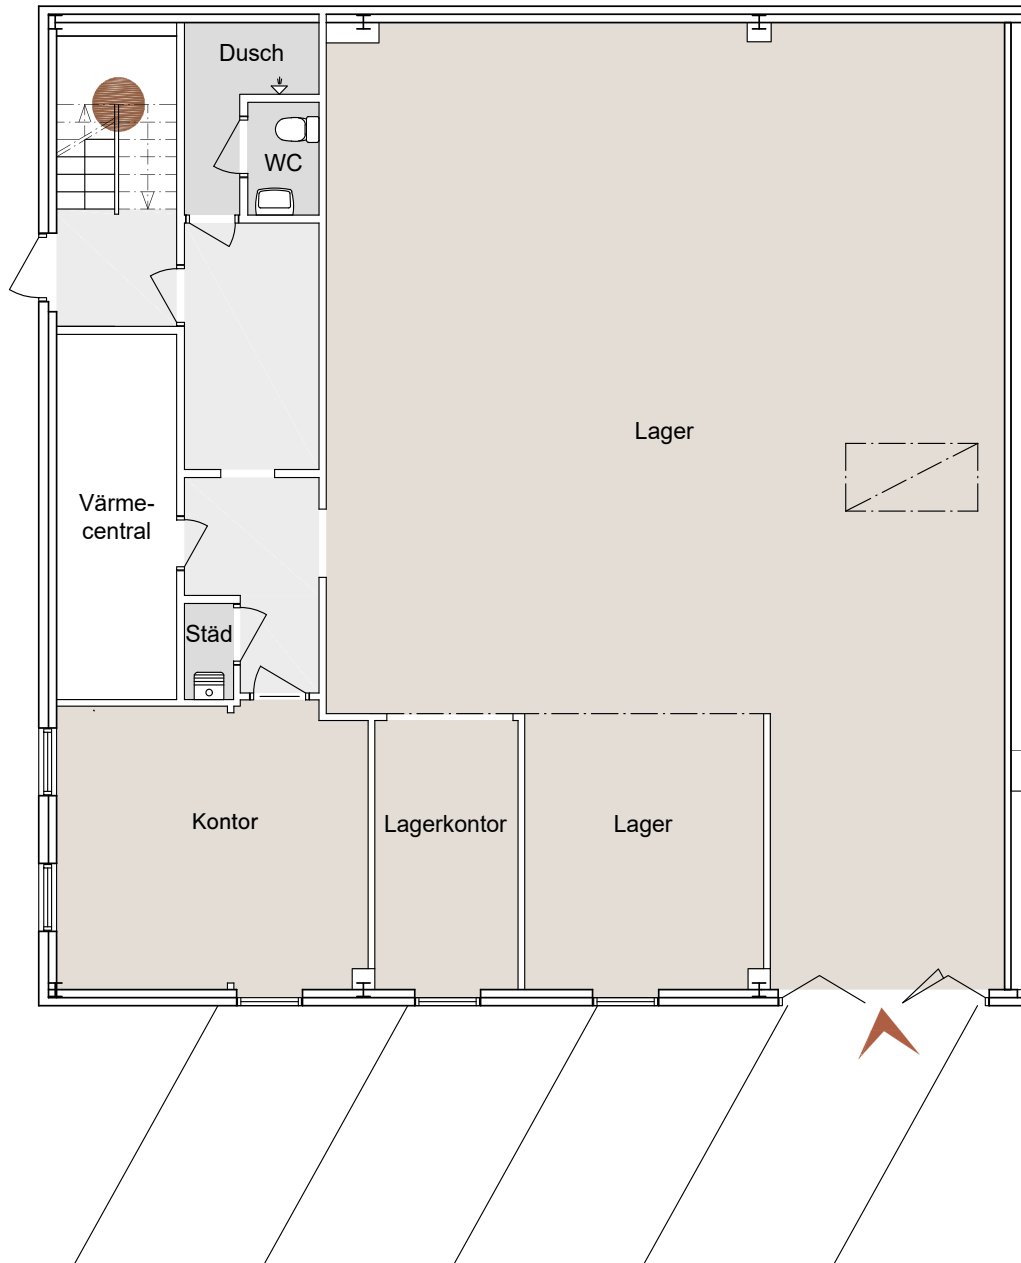 Dusch
WC
Lager
Värme-
central
Städ
Kontor
Lagerkontor
Lager